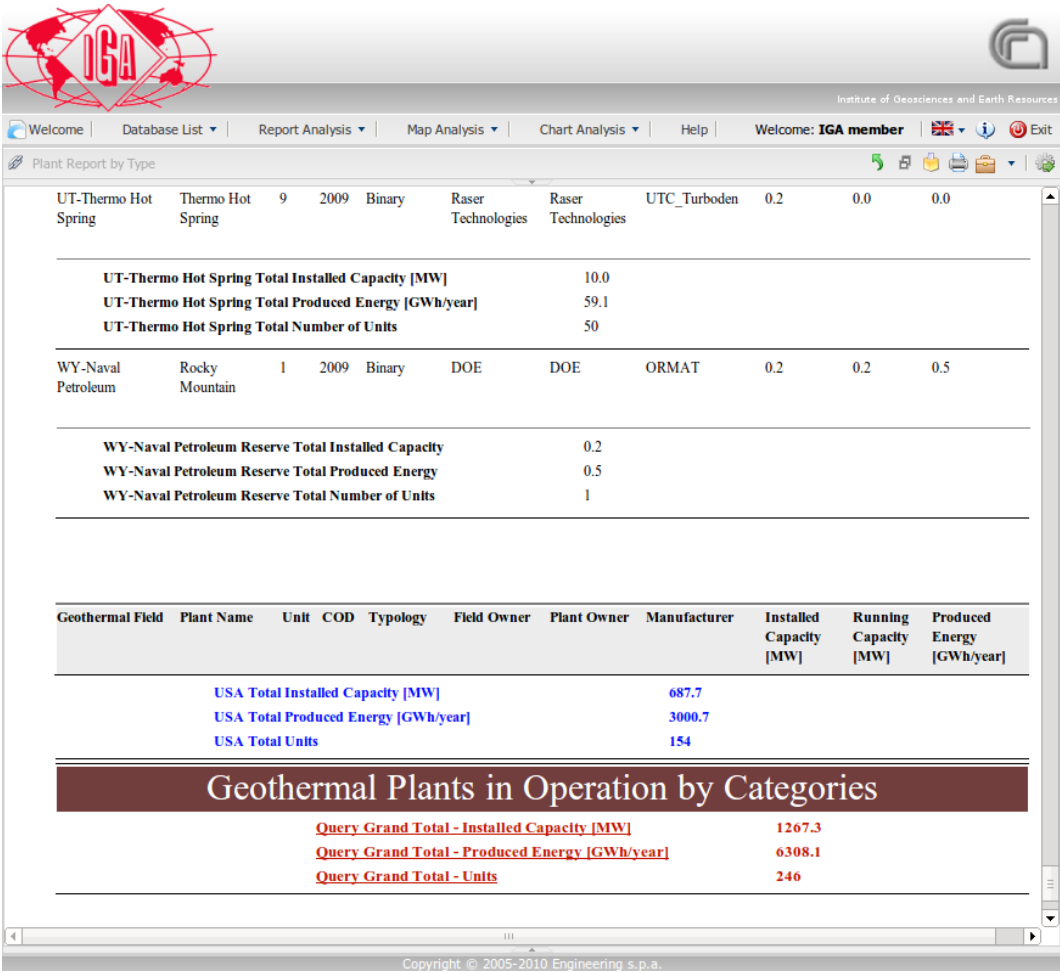 IGA
Institute of Geosciences and Earth Resources
Welcome Database List Report Analysis Map Analysis Chart Analysis Help Welcome: IGA member Exit
Plant Report by Type
UT-Thermo Hot Thermo Hot 9 2009 Binary Raser Raser UTC_Turboden 0.2 0.0 0.0
Spring Spring Technologies Technologies
UT-Thermo Hot Spring Total Installed Capacity [MW] 10.0
UT-Thermo Hot Spring Total Produced Energy [GWh/year] 59.1
UT-Thermo Hot Spring Total Number of Units 50
WY-Naval Rocky 1 2009 Binary DOE DOE ORMAT 0.2 0.2 0.5
Petroleum Mountain
WY-Naval Petroleum Reserve Total Installed Capacity 0.2
WY-Naval Petroleum Reserve Total Produced Energy 0.5
WY-Naval Petroleum Reserve Total Number of Units 1
Geothermal Field Plant Name Unit COD Typology Field Owner Plant Owner Manufacturer Installed Running Produced
Capacity Capacity Energy
[MW] [MW] [GWh/year]
USA Total Installed Capacity [MW] 687.7
USA Total Produced Energy [GWh/year] 3000.7
USA Total Units 154
Geothermal Plants in Operation by Categories
Query Grand Total - Installed Capacity [MW] 1267.3
Query Grand Total - Produced Energy [GWh/year] 6308.1
Query Grand Total - Units 246
Copyright © 2005-2010 Engineering s.p.a.